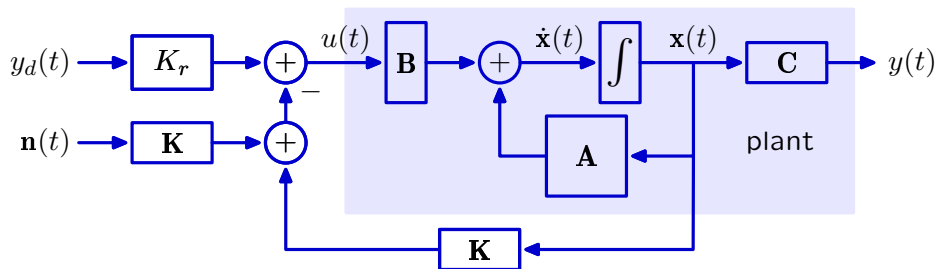 y_d(t) K_r + u(t) B + ẋ(t) ∫ x(t) C y(t)
−
n(t) K + A plant
K